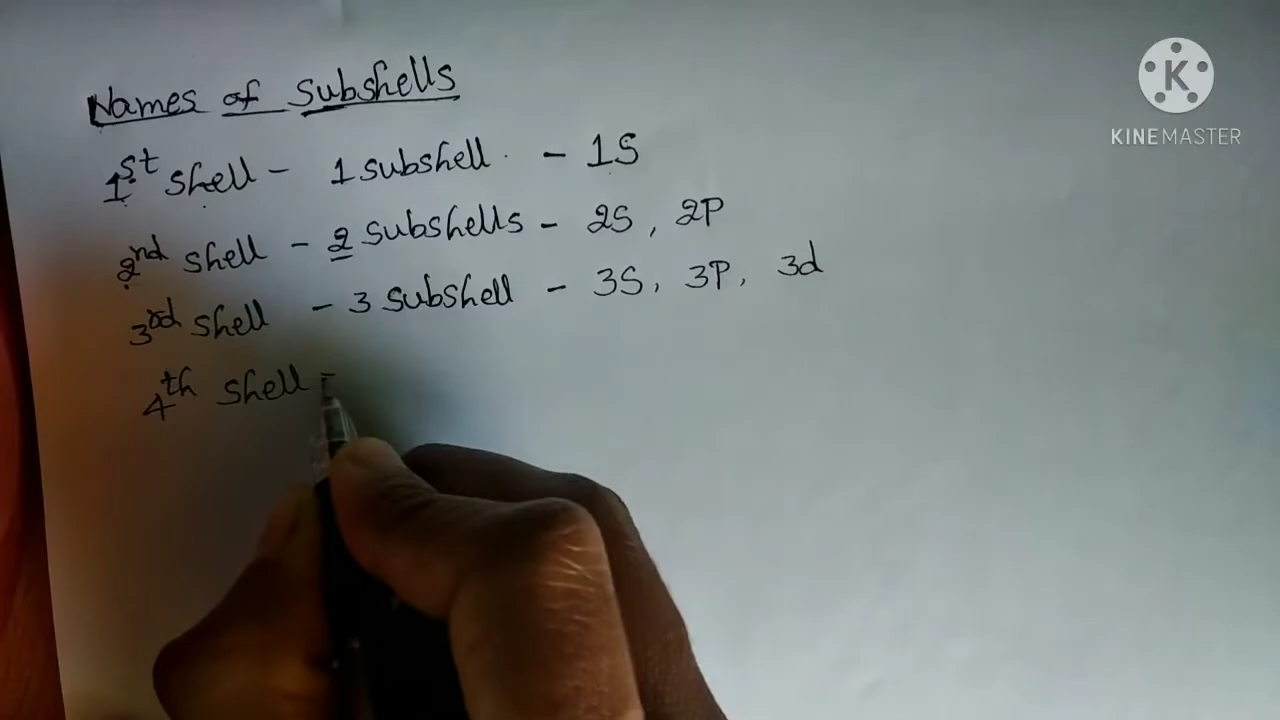 Names of Subshells
1st shell - 1 subshell - 1S
2nd shell - 2 subshells - 2S, 2P
3rd shell - 3 subshell - 3S, 3P, 3d
4th shell -
K
KINEMASTER